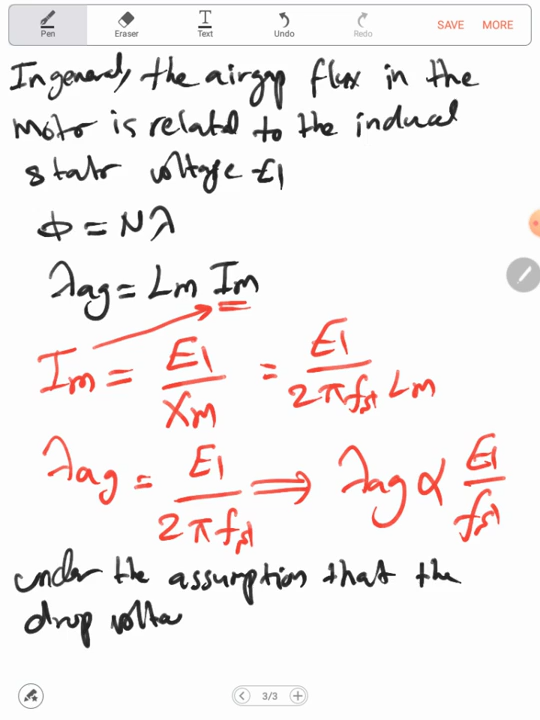 Pen Eraser Text Undo Redo SAVE MORE
In general, the airgap flux in the
motor is related to the induced
stator voltage E1
Φ = Nλ
λag = Lm Im
Im = E1/Xm = E1/(2πfst Lm)
λag = E1/(2πfst) ⟹ λag ∝ E1/fst
under the assumption that the
drop volta
3/3